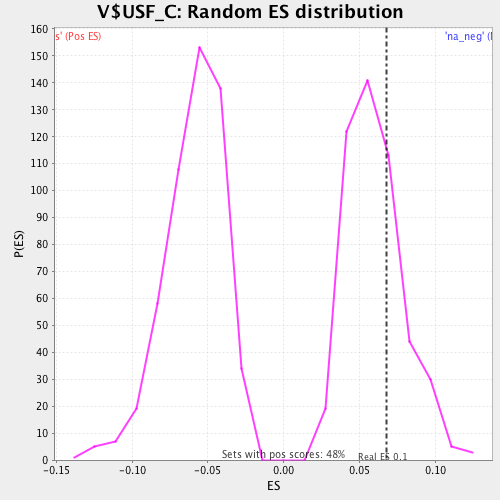 V$USF_C: Random ES distribution
s' (Pos ES)
'na_neg' (
160
150
140
130
120
110
100
90
80
70
60
50
40
30
20
10
0
P(ES)
Sets with pos scores: 48%
Real ES 0.1
-0.15 -0.10 -0.05 0.00 0.05 0.10
ES